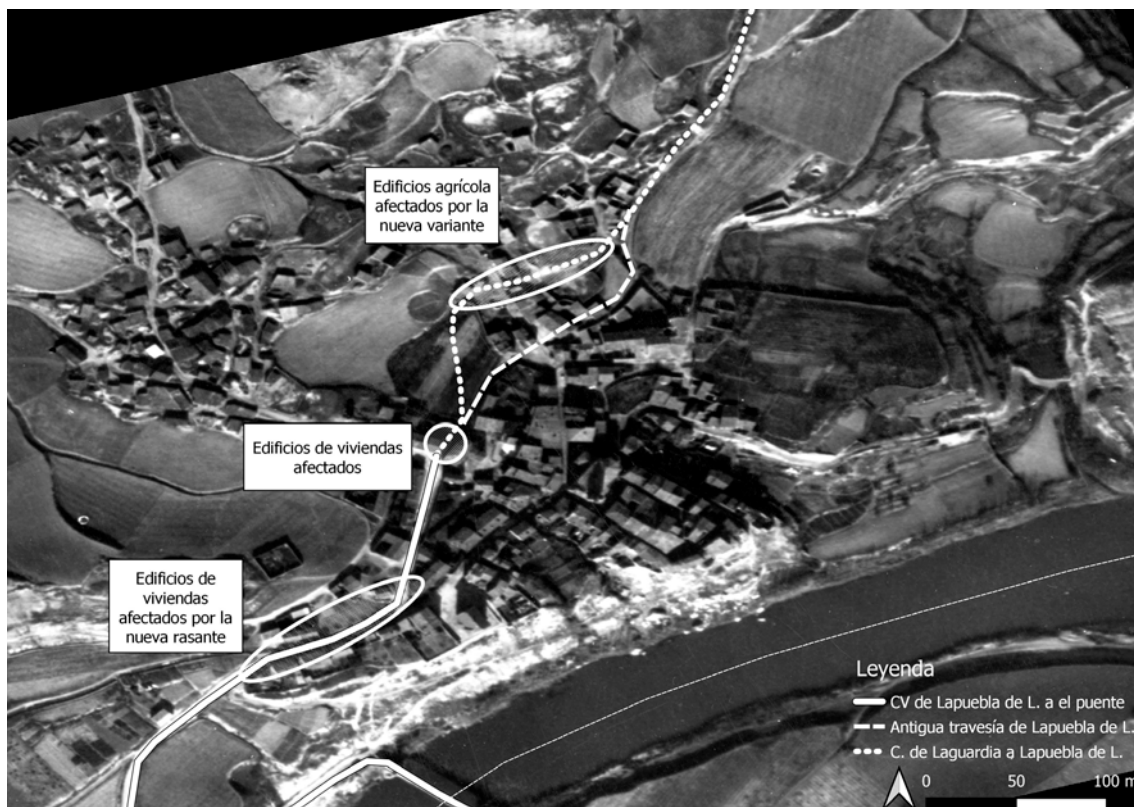 Edificios agrícola
afectados por la
nueva variante
Edificios de viviendas
afectados
Edificios de
viviendas
afectados por la
nueva rasante
Leyenda
CV de Lapuebla de L. a el puente
Antigua travesía de Lapuebla de L.
C. de Laguardia a Lapuebla de L.
0 50 100 m